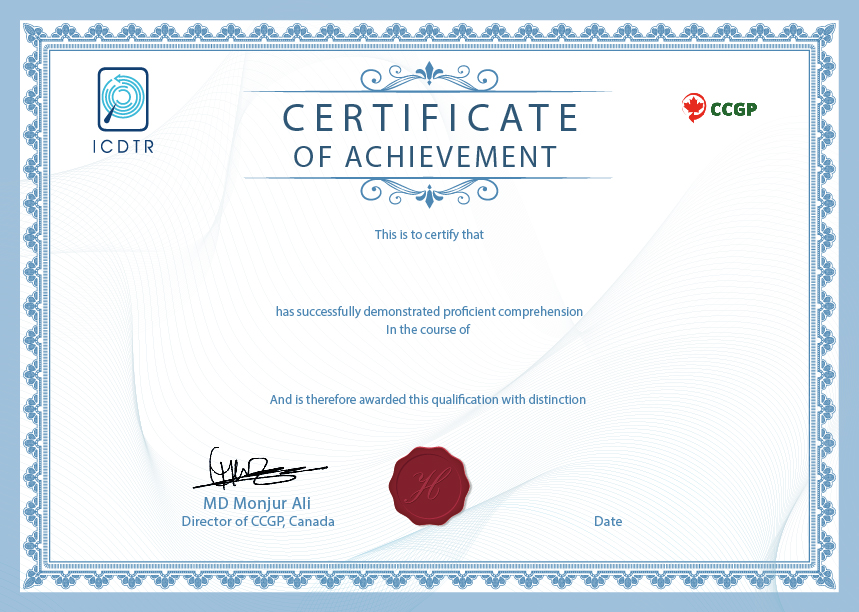 ICDTR
CERTIFICATE
OF ACHIEVEMENT
CCGP
This is to certify that
has successfully demonstrated proficient comprehension
In the course of
And is therefore awarded this qualification with distinction
H
MD Monjur Ali
Director of CCGP, Canada
Date